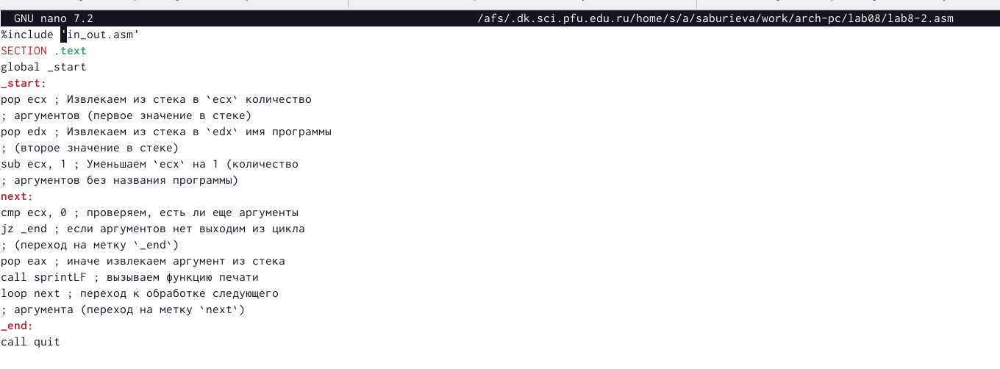 GNU nano 7.2 /afs/.dk.sci.pfu.edu.ru/home/s/a/saburieva/work/arch-pc/lab08/lab8-2.asm
%include 'in_out.asm'
SECTION .text
global _start
_start:
pop ecx ; Извлекаем из стека в `ecx` количество
; аргументов (первое значение в стеке)
pop edx ; Извлекаем из стека в `edx` имя программы
; (второе значение в стеке)
sub ecx, 1 ; Уменьшаем `ecx` на 1 (количество
; аргументов без названия программы)
next:
cmp ecx, 0 ; проверяем, есть ли еще аргументы
jz _end ; если аргументов нет выходим из цикла
; (переход на метку `_end`)
pop eax ; иначе извлекаем аргумент из стека
call sprintLF ; вызываем функцию печати
loop next ; переход к обработке следующего
; аргумента (переход на метку `next`)
_end:
call quit